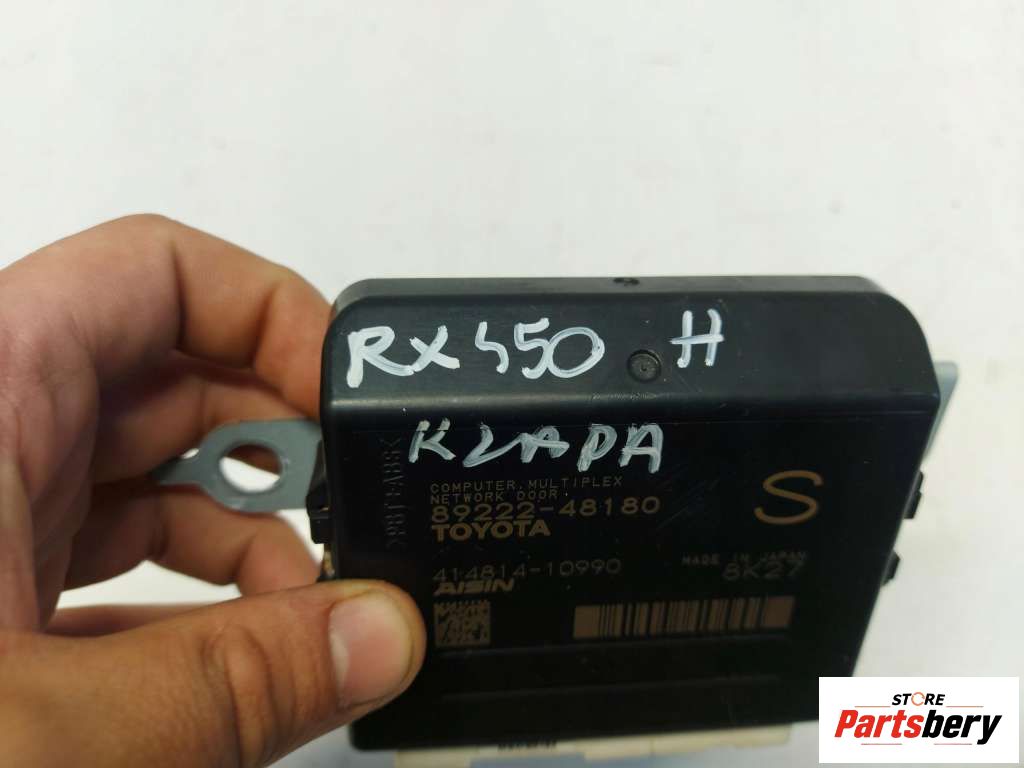 RX450 H
KLAPA
COMPUTER, MULTIPLEX
NETWORK DOOR
89222-48180
TOYOTA
S
414814-10990
MADE IN JAPAN
8K27
AISIN
STORE
Partsbery